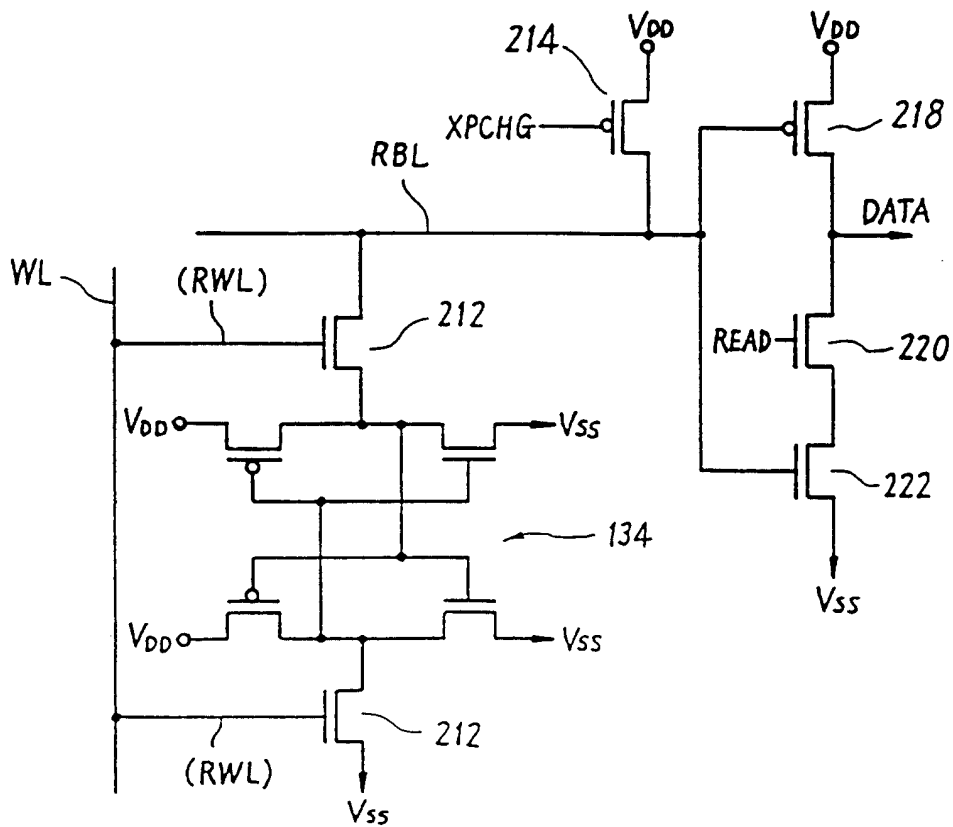 214
VDD
VDD
XPCHG
218
RBL
DATA
WL
(RWL)
212
READ
220
VDD
VSS
222
134
VSS
VDD
VSS
212
(RWL)
VSS